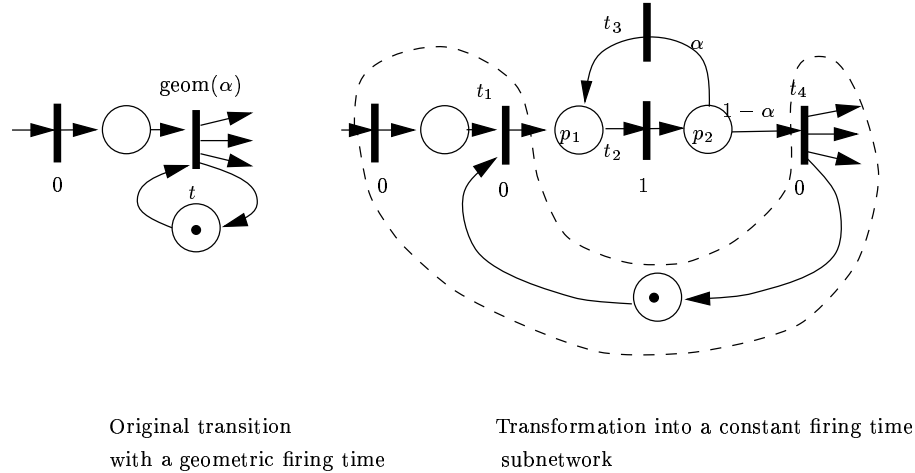 t₃
α
geom(α)
t₁
t₄
1 − α
p₁
p₂
t₂
0
t
0
0
1
0
Original transition
with a geometric firing time
Transformation into a constant firing time
subnetwork